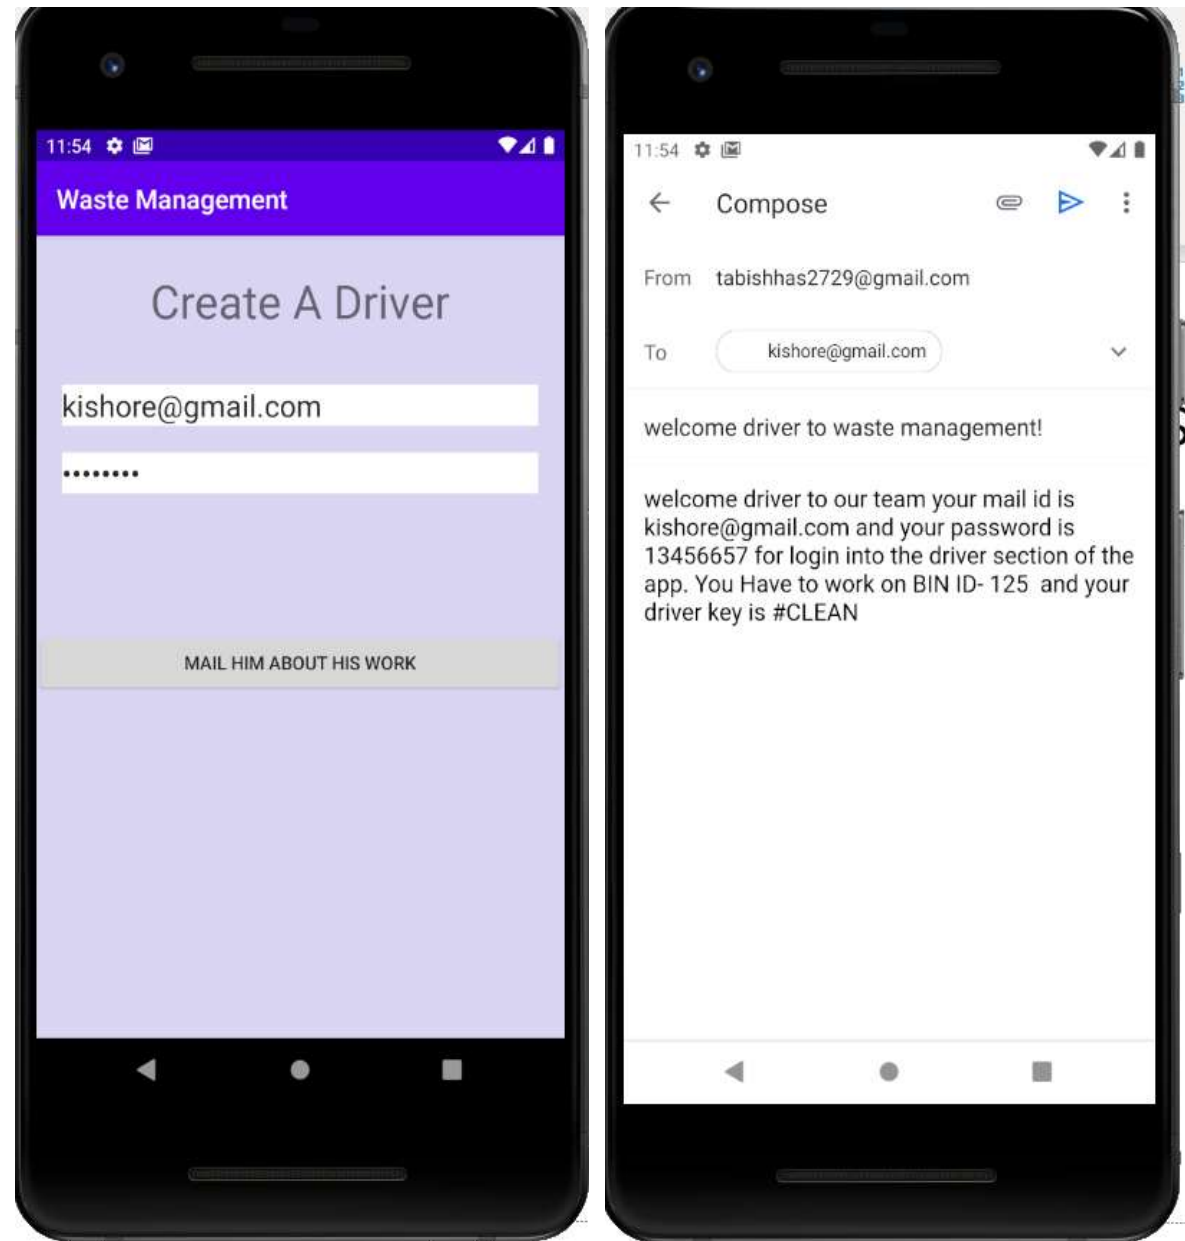 11:54
Waste Management
Create A Driver
kishore@gmail.com
••••••••
MAIL HIM ABOUT HIS WORK
11:54
Compose
From tabishhas2729@gmail.com
To kishore@gmail.com
welcome driver to waste management!
welcome driver to our team your mail id is
kishore@gmail.com and your password is
13456657 for login into the driver section of the
app. You Have to work on BIN ID- 125  and your
driver key is #CLEAN